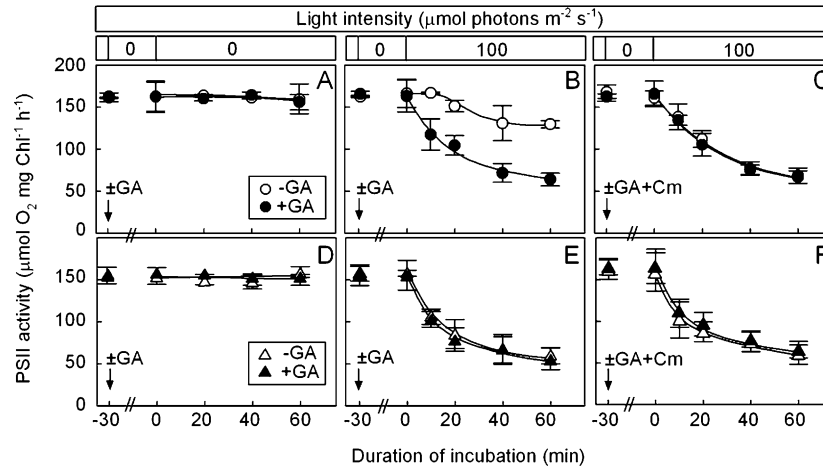 Light intensity (μmol photons m-2 s-1)
0 0 0 100 0 100
200 A B C
150
100
50 ±GA -GA +GA ±GA ±GA+Cm
0
D E F
150
100
50 ±GA -GA +GA ±GA ±GA+Cm
0
-30 0 20 40 60 -30 0 20 40 60 -30 0 20 40 60
PSII activity (μmol O2 mg Chl-1 h-1)
Duration of incubation (min)